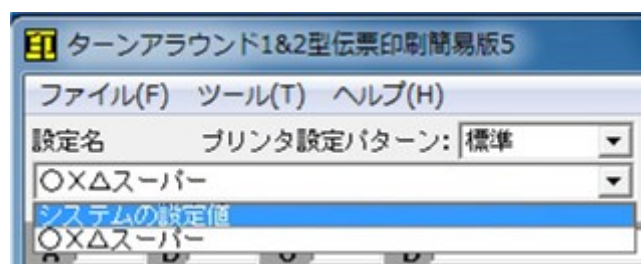 印 ターンアラウンド1&2型伝票印刷簡易版5
ファイル(F) ツール(T) ヘルプ(H)
設定名 プリンタ設定パターン: 標準
○×△スーパー
システムの設定値
○×△スーパー